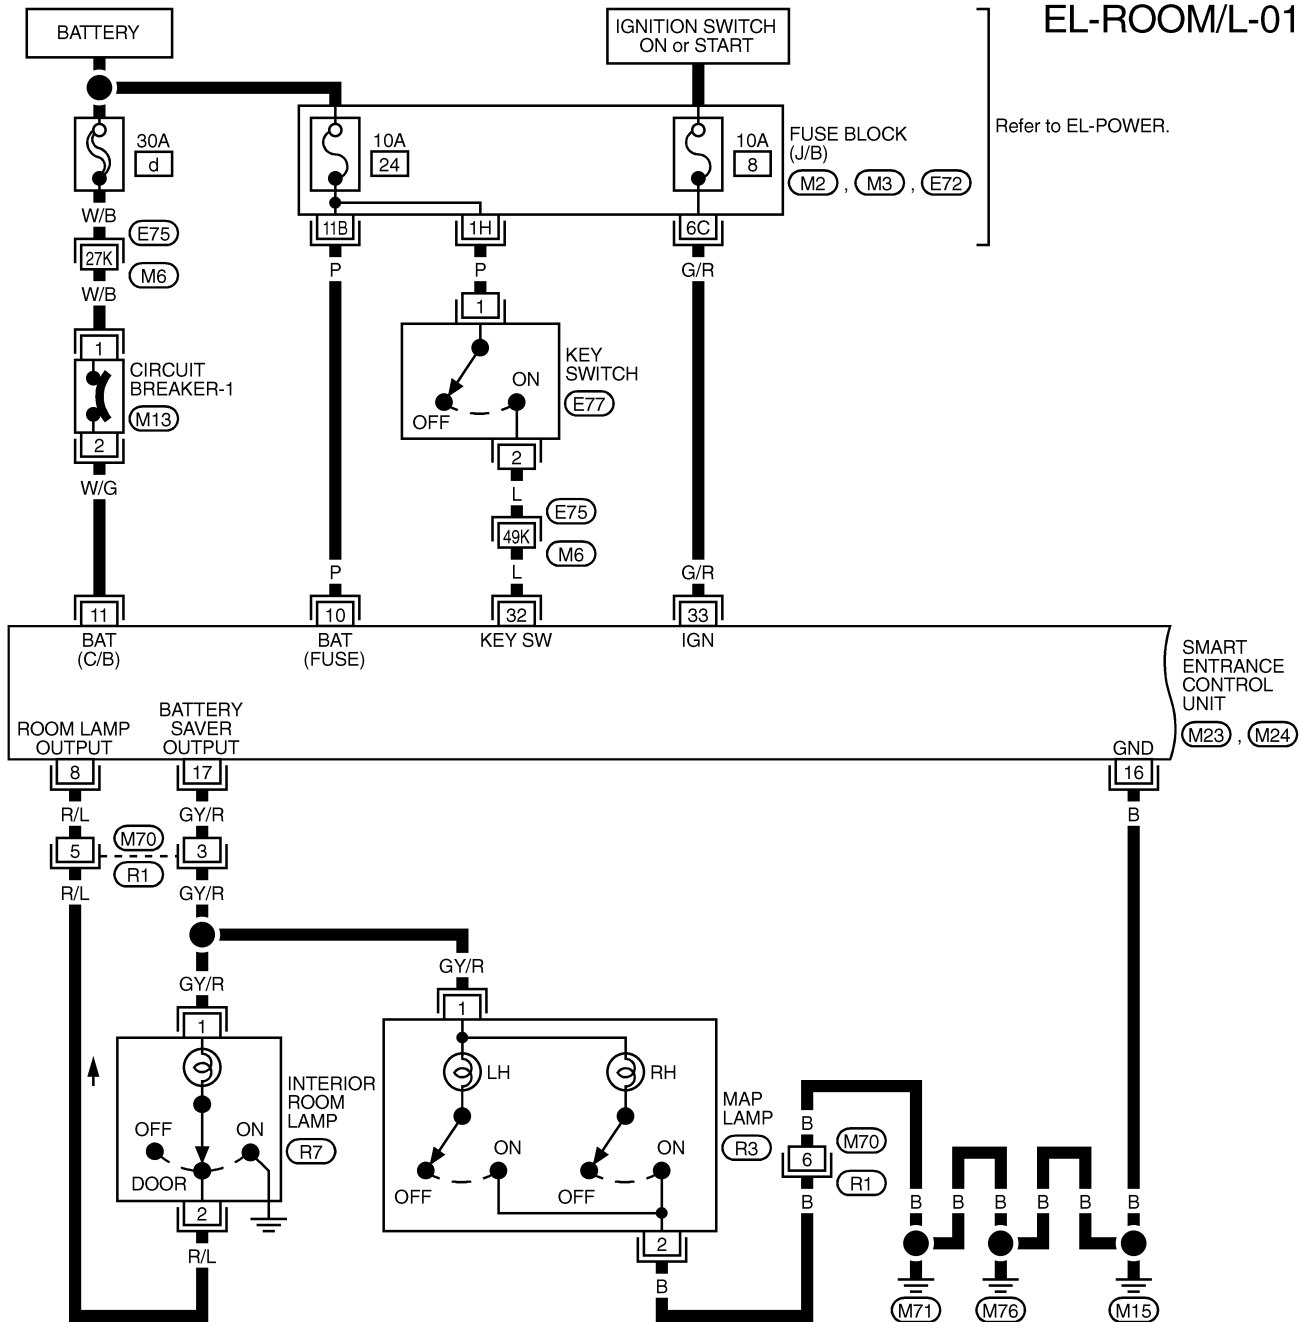 EL-ROOM/L-01
BATTERY
IGNITION SWITCH
ON or START
Refer to EL-POWER.
30A
d
10A
24
10A
8
FUSE BLOCK
(J/B)
M2 , M3 , E72
W/B
E75
27K
M6
W/B
11B
1H
6C
P
P
G/R
1
CIRCUIT
BREAKER-1
M13
2
W/G
1
KEY
SWITCH
E77
ON
OFF
2
L
E75
49K
M6
L
P
G/R
11
10
32
33
BAT
(C/B)
BAT
(FUSE)
KEY SW
IGN
SMART
ENTRANCE
CONTROL
UNIT
M23 , M24
ROOM LAMP
OUTPUT
BATTERY
SAVER
OUTPUT
GND
8
17
16
R/L
GY/R
B
5
M70
R1
3
R/L
GY/R
GY/R
GY/R
1
INTERIOR
ROOM
LAMP
R7
OFF
ON
DOOR
2
R/L
1
LH
RH
MAP
LAMP
R3
ON
OFF
ON
OFF
2
B
B
6
M70
R1
B
B
B
B
B
B
B
M71
M76
M15